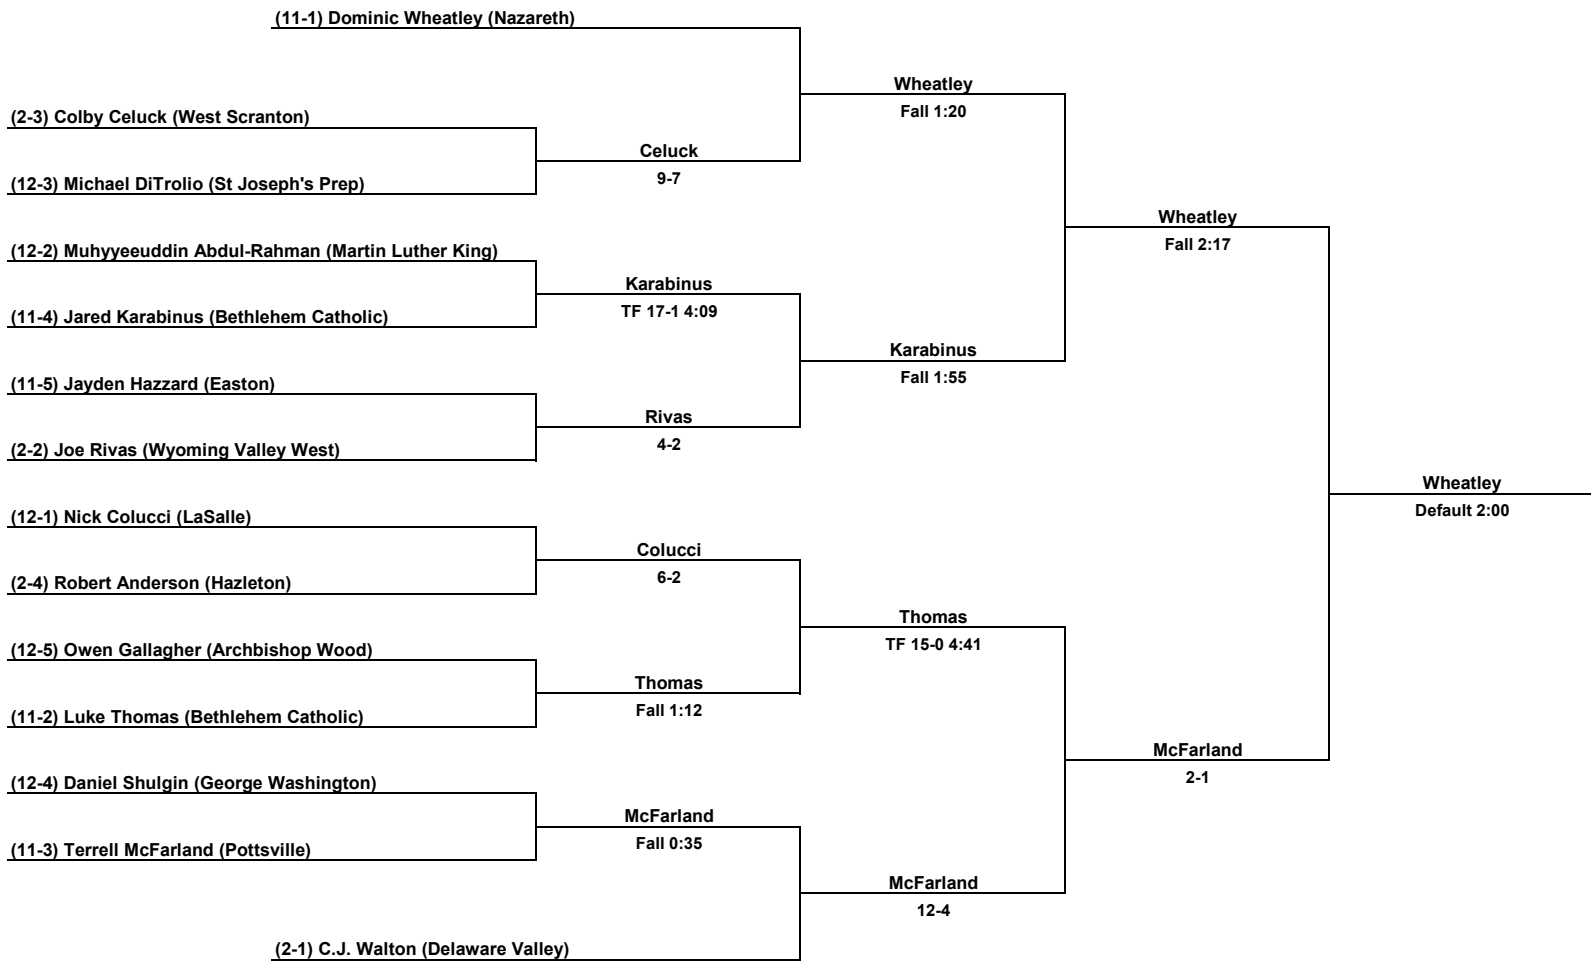 (11-1) Dominic Wheatley (Nazareth)
Wheatley
Fall 1:20
(2-3) Colby Celuck (West Scranton)
Celuck
9-7
(12-3) Michael DiTrolio (St Joseph's Prep)
Wheatley
Fall 2:17
(12-2) Muhyyeeuddin Abdul-Rahman (Martin Luther King)
Karabinus
TF 17-1 4:09
(11-4) Jared Karabinus (Bethlehem Catholic)
Karabinus
Fall 1:55
(11-5) Jayden Hazzard (Easton)
Rivas
4-2
(2-2) Joe Rivas (Wyoming Valley West)
Wheatley
Default 2:00
(12-1) Nick Colucci (LaSalle)
Colucci
6-2
(2-4) Robert Anderson (Hazleton)
Thomas
TF 15-0 4:41
(12-5) Owen Gallagher (Archbishop Wood)
Thomas
Fall 1:12
(11-2) Luke Thomas (Bethlehem Catholic)
McFarland
2-1
(12-4) Daniel Shulgin (George Washington)
McFarland
Fall 0:35
(11-3) Terrell McFarland (Pottsville)
McFarland
12-4
(2-1) C.J. Walton (Delaware Valley)